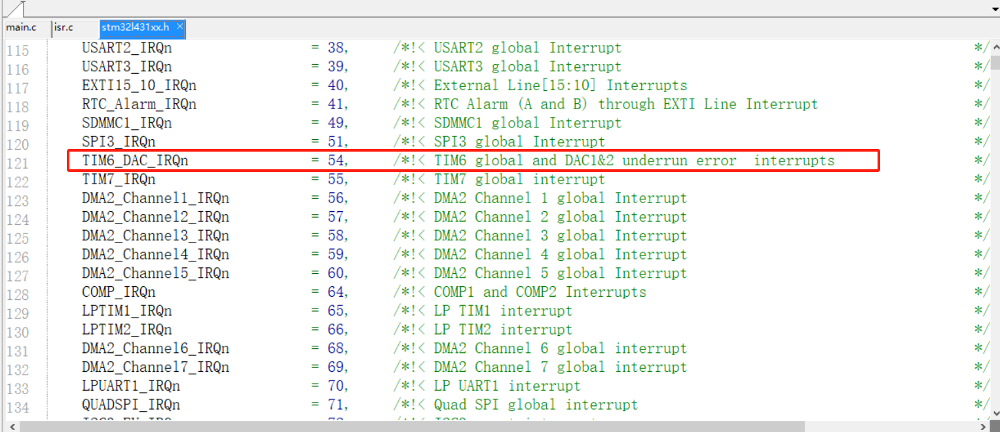 main.c isr.c stm32l431xx.h ×
115 USART2_IRQn = 38, /*!< USART2 global Interrupt */
116 USART3_IRQn = 39, /*!< USART3 global Interrupt */
117 EXTI15_10_IRQn = 40, /*!< External Line[15:10] Interrupts */
118 RTC_Alarm_IRQn = 41, /*!< RTC Alarm (A and B) through EXTI Line Interrupt */
119 SDMMC1_IRQn = 49, /*!< SDMMC1 global Interrupt */
120 SPI3_IRQn = 51, /*!< SPI3 global Interrupt */
121 TIM6_DAC_IRQn = 54, /*!< TIM6 global and DAC1&2 underrun error  interrupts */
122 TIM7_IRQn = 55, /*!< TIM7 global interrupt */
123 DMA2_Channel1_IRQn = 56, /*!< DMA2 Channel 1 global Interrupt */
124 DMA2_Channel2_IRQn = 57, /*!< DMA2 Channel 2 global Interrupt */
125 DMA2_Channel3_IRQn = 58, /*!< DMA2 Channel 3 global Interrupt */
126 DMA2_Channel4_IRQn = 59, /*!< DMA2 Channel 4 global Interrupt */
127 DMA2_Channel5_IRQn = 60, /*!< DMA2 Channel 5 global Interrupt */
128 COMP_IRQn = 64, /*!< COMP1 and COMP2 Interrupts */
129 LPTIM1_IRQn = 65, /*!< LP TIM1 interrupt */
130 LPTIM2_IRQn = 66, /*!< LP TIM2 interrupt */
131 DMA2_Channel6_IRQn = 68, /*!< DMA2 Channel 6 global interrupt */
132 DMA2_Channel7_IRQn = 69, /*!< DMA2 Channel 7 global interrupt */
133 LPUART1_IRQn = 70, /*!< LP UART1 interrupt */
134 QUADSPI_IRQn = 71, /*!< Quad SPI global interrupt */